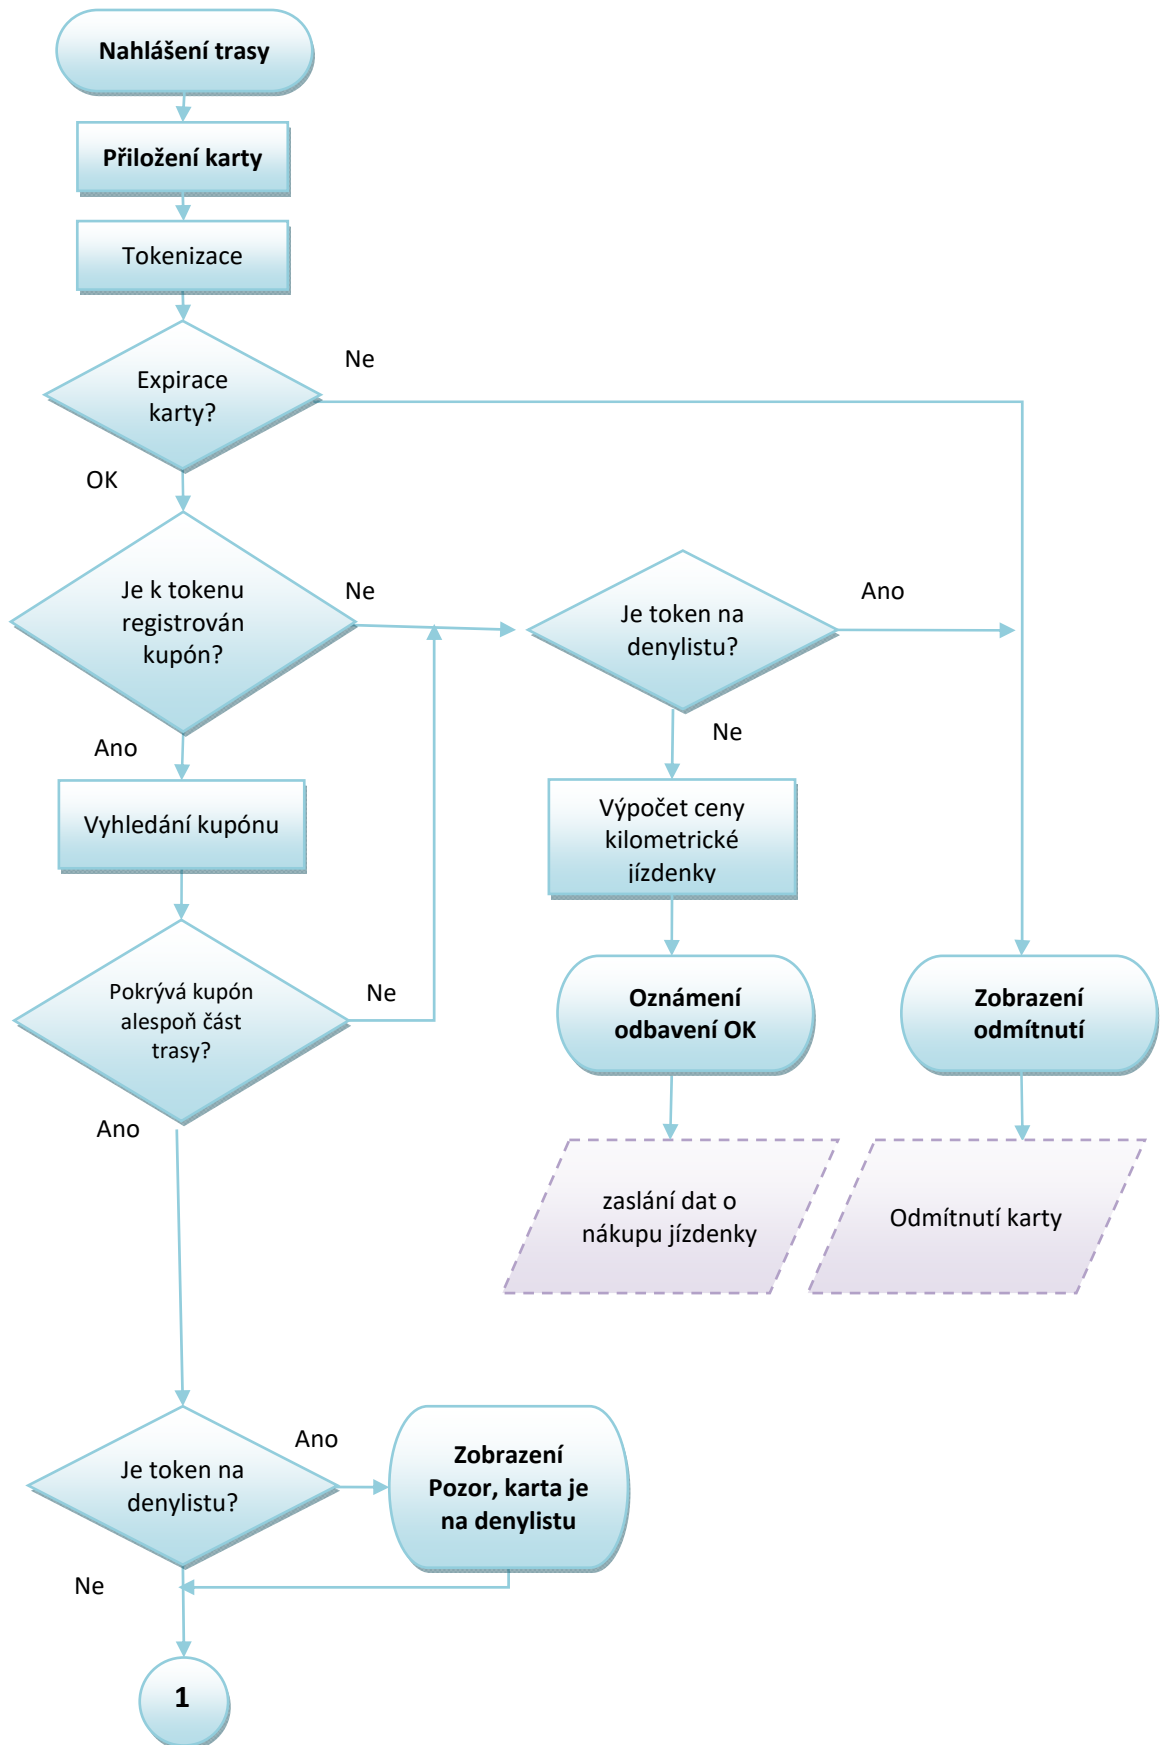 Nahlášení trasy
Přiložení karty
Tokenizace
Expirace
karty?
Ne
OK
Je k tokenu
registrován
kupón?
Ne
Je token na
denylistu?
Ano
Ano
Ne
Vyhledání kupónu
Výpočet ceny
kilometrické
jízdenky
Pokrývá kupón
alespoň část
trasy?
Ne
Oznámení
odbavení OK
Zobrazení
odmítnutí
Ano
zaslání dat o
nákupu jízdenky
Odmítnutí karty
Je token na
denylistu?
Ano
Zobrazení
Pozor, karta je
na denylistu
Ne
1